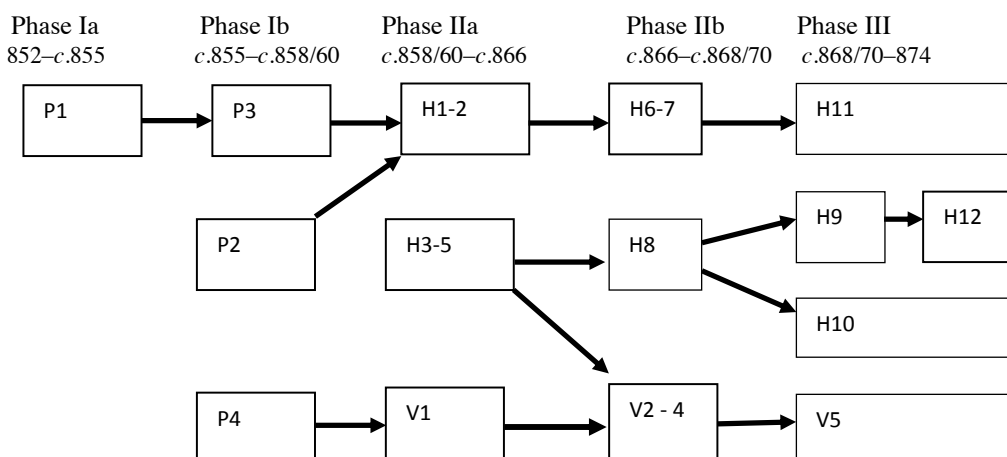 Phase Ia Phase Ib Phase IIa Phase IIb Phase III
852–c.855 c.855–c.858/60 c.858/60–c.866 c.866–c.868/70 c.868/70–874
P1 P3 H1-2 H6-7 H11
P2 H3-5 H8 H9 H12
H10
P4 V1 V2 - 4 V5